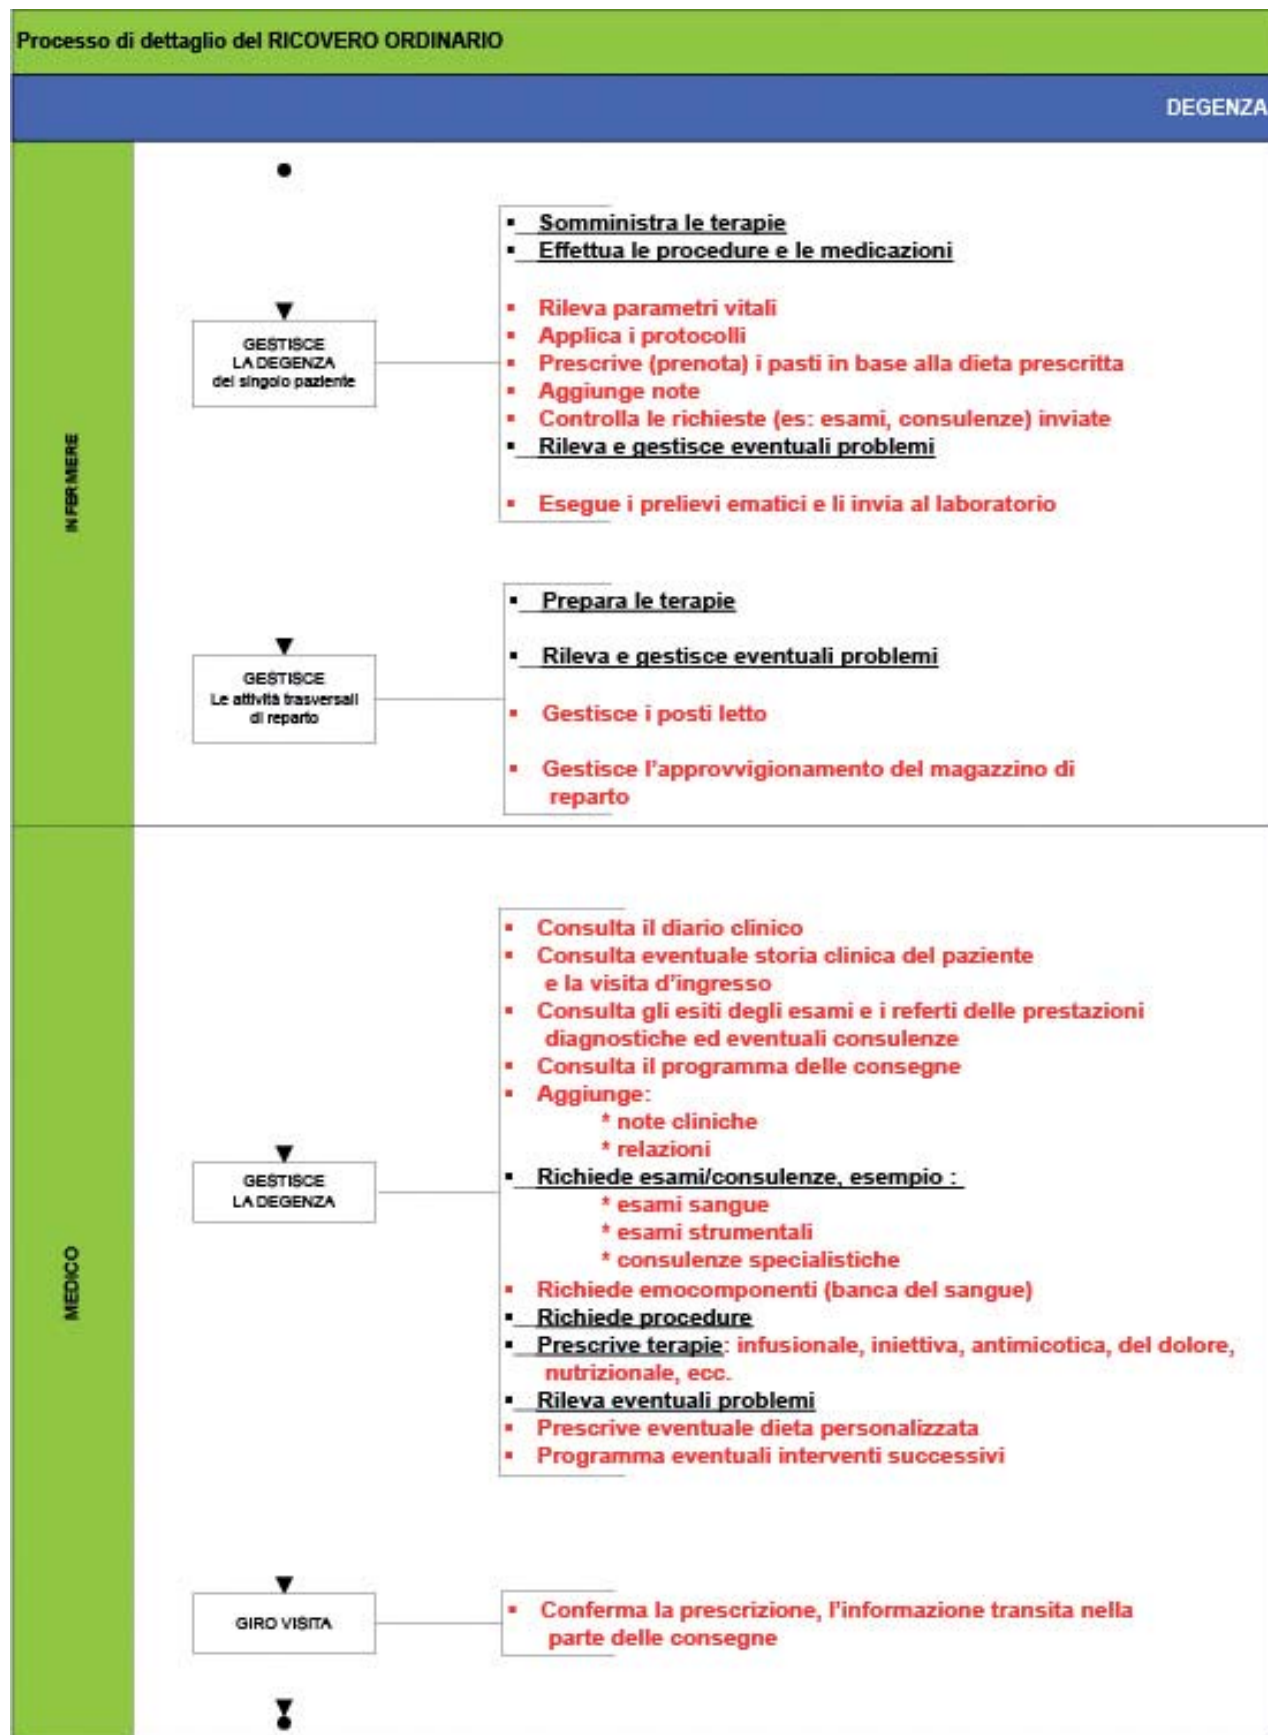 Processo di dettaglio del RICOVERO ORDINARIO
DEGENZA
INFERMIERE
GESTISCE
LA DEGENZA
del singolo paziente
▪ Somministra le terapie
▪ Effettua le procedure e le medicazioni
▪ Rileva parametri vitali
▪ Applica i protocolli
▪ Prescrive (prenota) i pasti in base alla dieta prescritta
▪ Aggiunge note
▪ Controlla le richieste (es: esami, consulenze) inviate
▪ Rileva e gestisce eventuali problemi
▪ Esegue i prelievi ematici e li invia al laboratorio
GESTISCE
Le attività trasversali
di reparto
▪ Prepara le terapie
▪ Rileva e gestisce eventuali problemi
▪ Gestisce i posti letto
▪ Gestisce l'approvvigionamento del magazzino di
reparto
MEDICO
GESTISCE
LA DEGENZA
▪ Consulta il diario clinico
▪ Consulta eventuale storia clinica del paziente
e la visita d'ingresso
▪ Consulta gli esiti degli esami e i referti delle prestazioni
diagnostiche ed eventuali consulenze
▪ Consulta il programma delle consegne
▪ Aggiunge:
* note cliniche
* relazioni
▪ Richiede esami/consulenze, esempio :
* esami sangue
* esami strumentali
* consulenze specialistiche
▪ Richiede emocomponenti (banca del sangue)
▪ Richiede procedure
▪ Prescrive terapie: infusionale, iniettiva, antimicotica, del dolore,
nutrizionale, ecc.
▪ Rileva eventuali problemi
▪ Prescrive eventuale dieta personalizzata
▪ Programma eventuali interventi successivi
GIRO VISITA
▪ Conferma la prescrizione, l'informazione transita nella
parte delle consegne